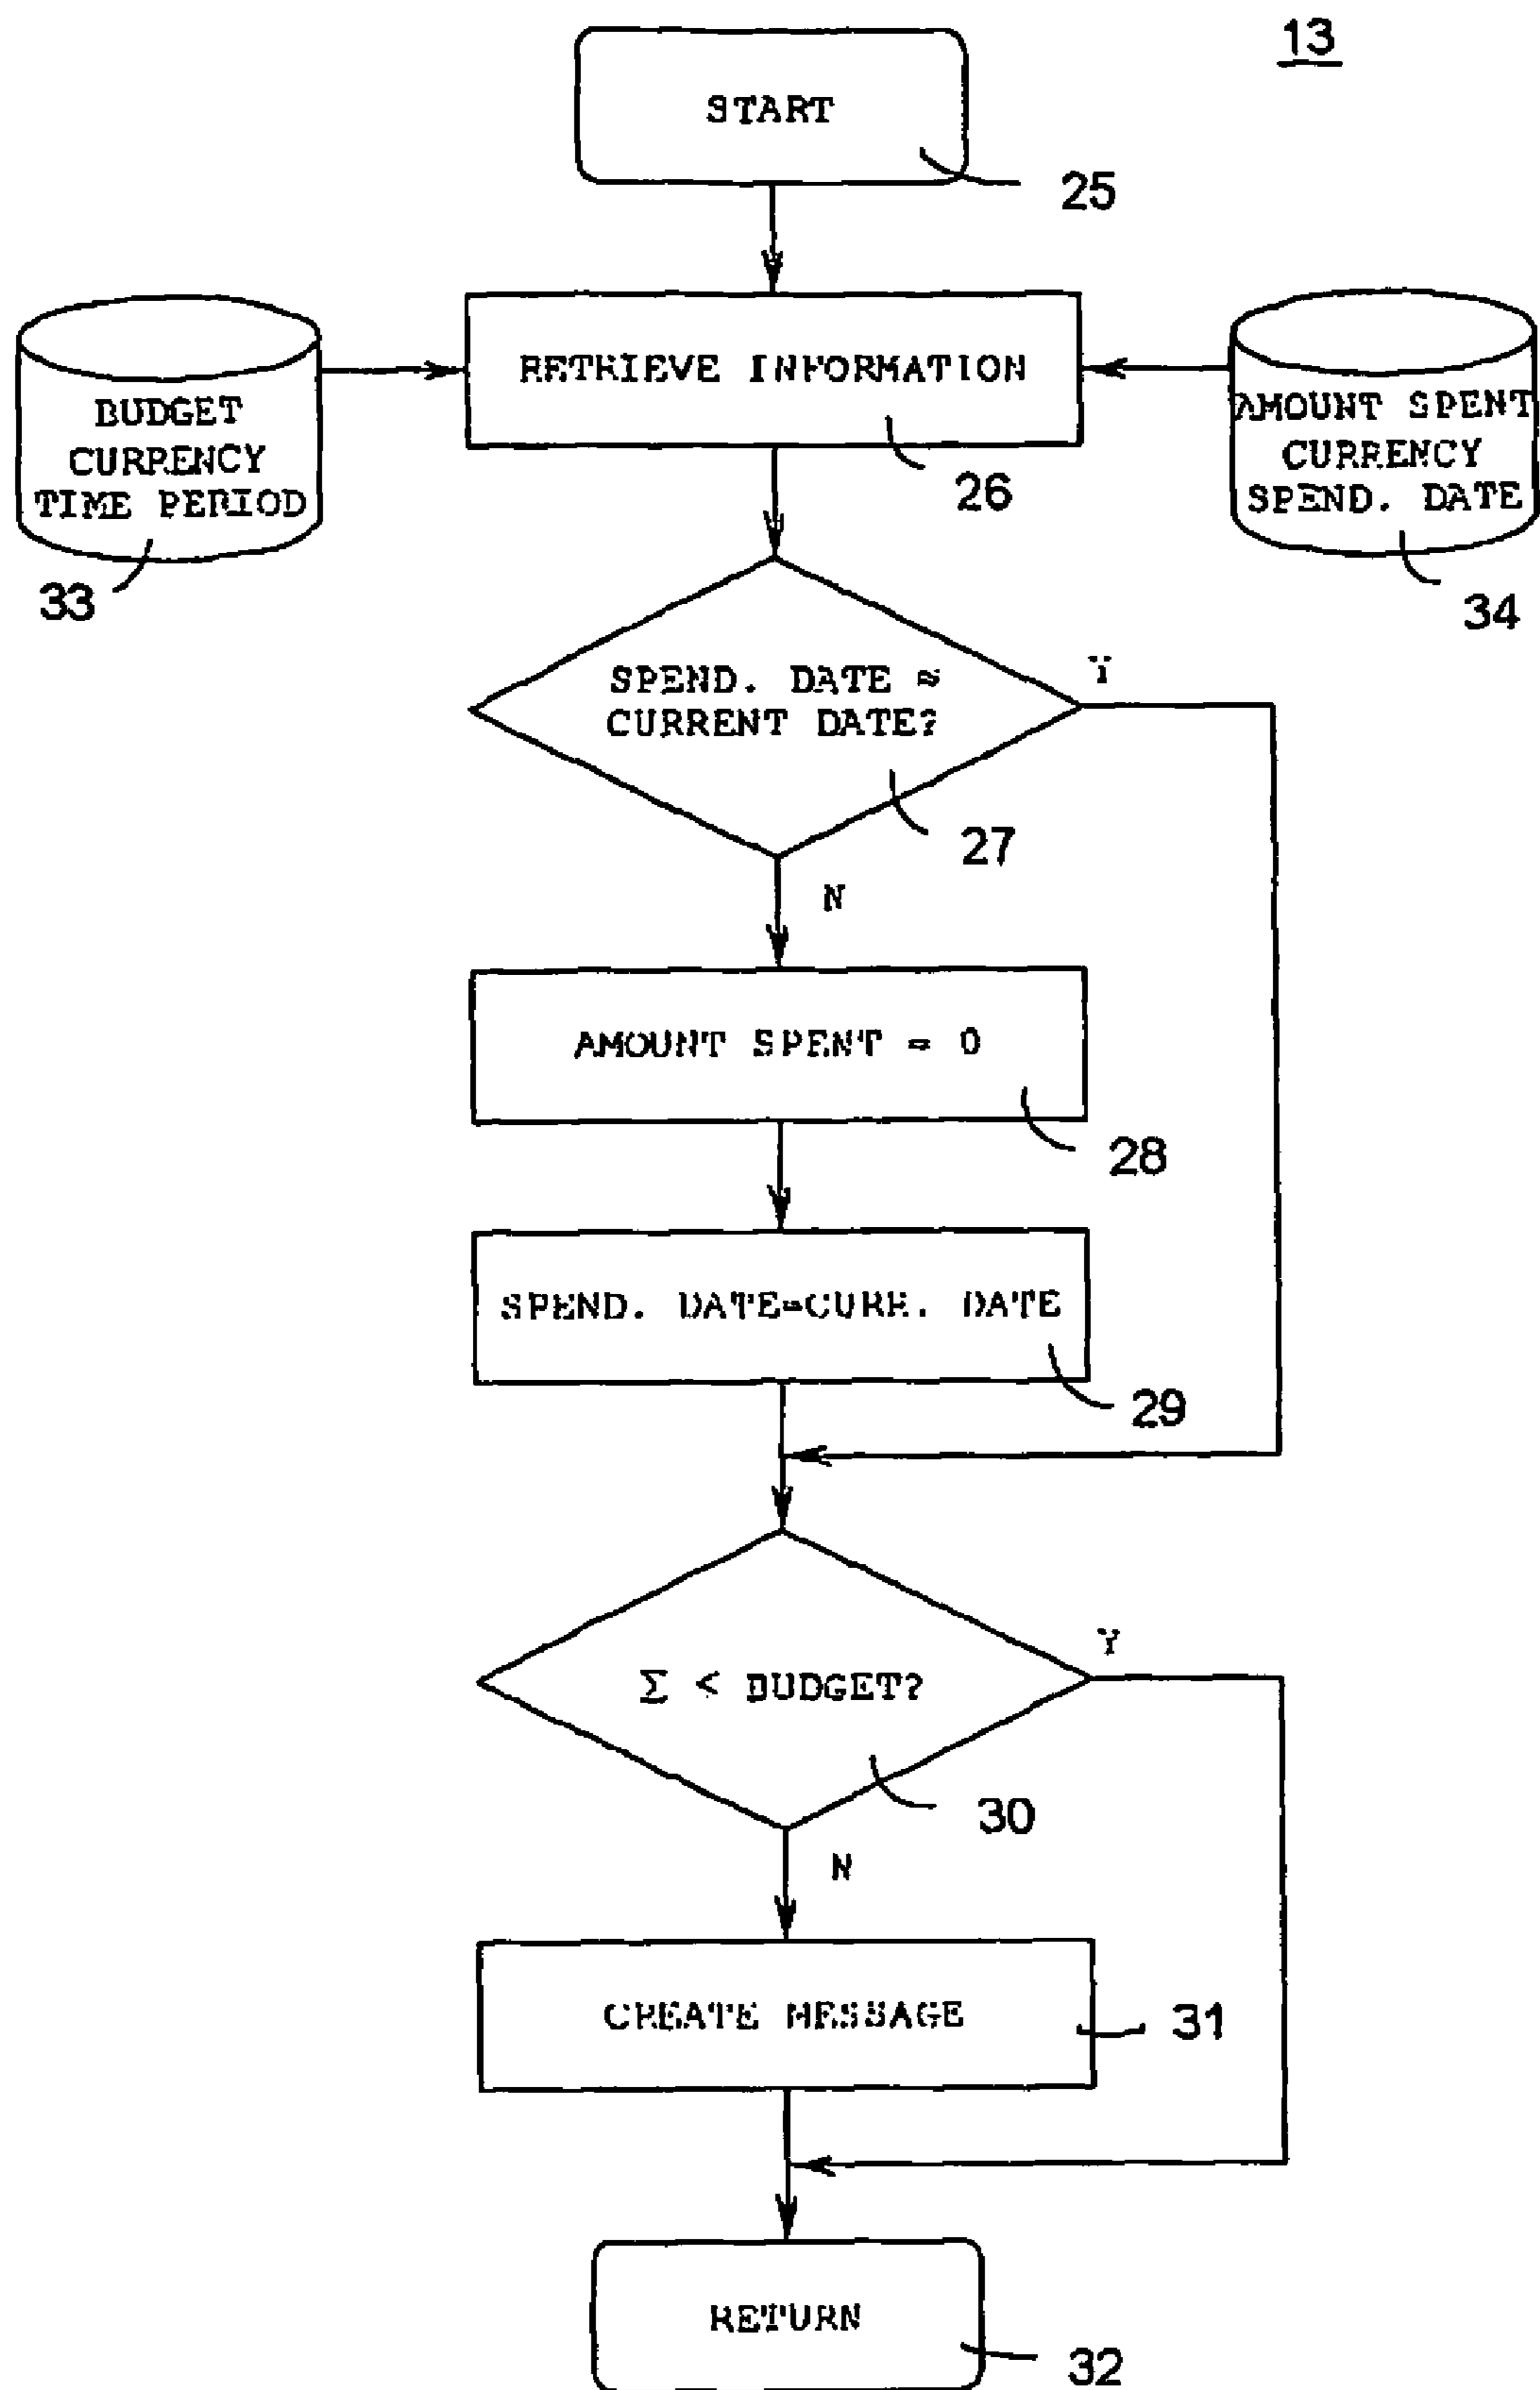 13
START
25
RETRIEVE INFORMATION
26
BUDGET
CURRENCY
TIME PERIOD
33
AMOUNT SPENT
CURRENCY
SPEND. DATE
34
SPEND. DATE =
CURRENT DATE?
Y
27
N
AMOUNT SPENT = 0
28
SPEND. DATE=CURR. DATE
29
Σ < BUDGET?
Y
30
N
CREATE MESSAGE
31
RETURN
32